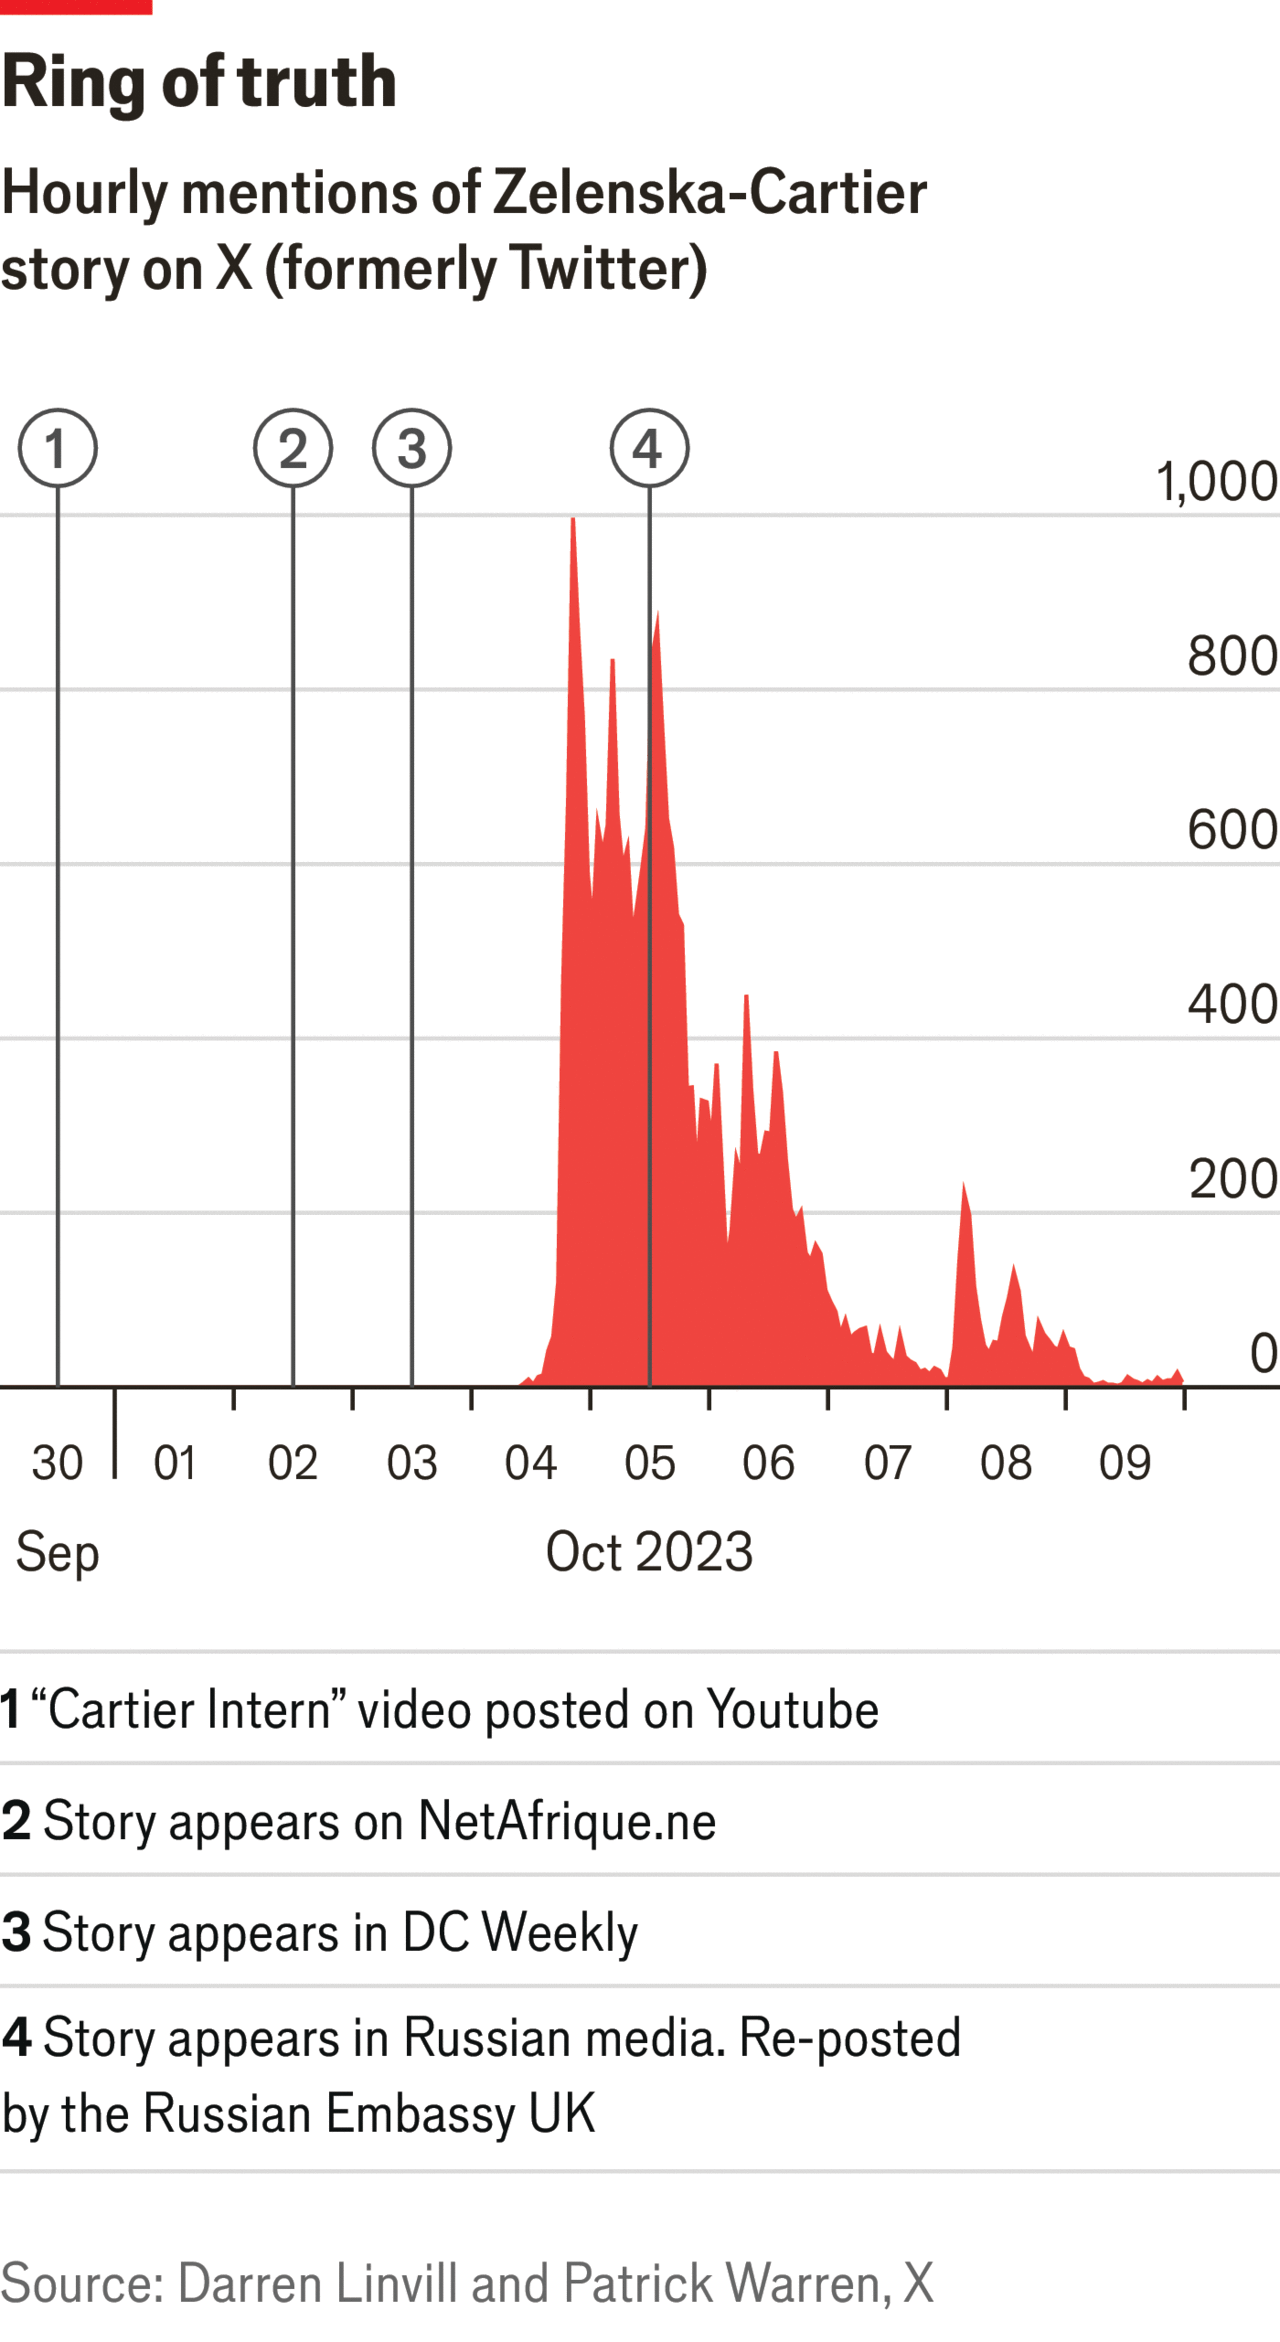 Ring of truth
Hourly mentions of Zelenska-Cartier
story on X (formerly Twitter)
1 2 3 4
1,000
800
600
400
200
0
30 01 02 03 04 05 06 07 08 09
Sep Oct 2023
1 “Cartier Intern” video posted on Youtube
2 Story appears on NetAfrique.ne
3 Story appears in DC Weekly
4 Story appears in Russian media. Re-posted
by the Russian Embassy UK
Source: Darren Linvill and Patrick Warren, X